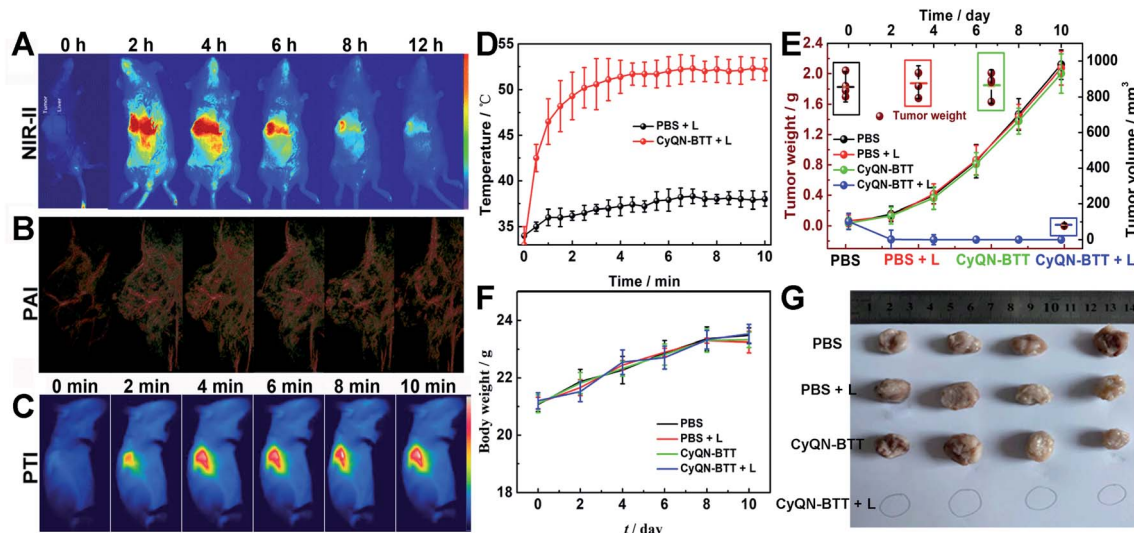 A
0 h 2 h 4 h 6 h 8 h 12 h
NIR-II
Tumor
Liver
B
PAI
C
0 min 2 min 4 min 6 min 8 min 10 min
PTI
D
Temperature / ℃
55
50
45
40
35
PBS + L
CyQN-BTT + L
0 2 4 6 8 10
Time / min
E
Time / day
0 2 4 6 8 10
Tumor weight / g
2.4
2.0
1.6
1.2
0.8
0.4
0.0
Tumor weight
PBS
PBS + L
CyQN-BTT
CyQN-BTT + L
Tumor volume / mm³
1000
800
600
400
200
0
PBS PBS + L CyQN-BTT CyQN-BTT + L
F
Body weight / g
24
22
20
18
PBS
PBS + L
CyQN-BTT
CyQN-BTT + L
0 2 4 6 8 10
t / day
G
1 2 3 4 5 6 7 8 9 10 11 12 13 14
PBS
PBS + L
CyQN-BTT
CyQN-BTT + L